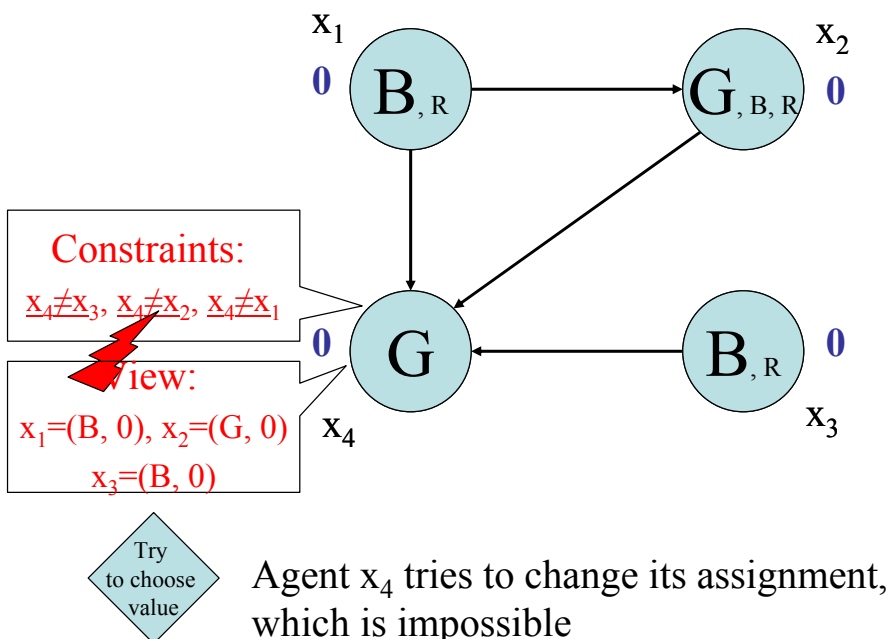 x₁
x₂
0
B, R
G, B, R
0
Constraints:
x₄≠x₃, x₄≠x₂, x₄≠x₁
0
G
B, R
0
View:
x₁=(B, 0), x₂=(G, 0)
x₃=(B, 0)
x₄
x₃
Try
to choose
value
Agent x₄ tries to change its assignment,
which is impossible